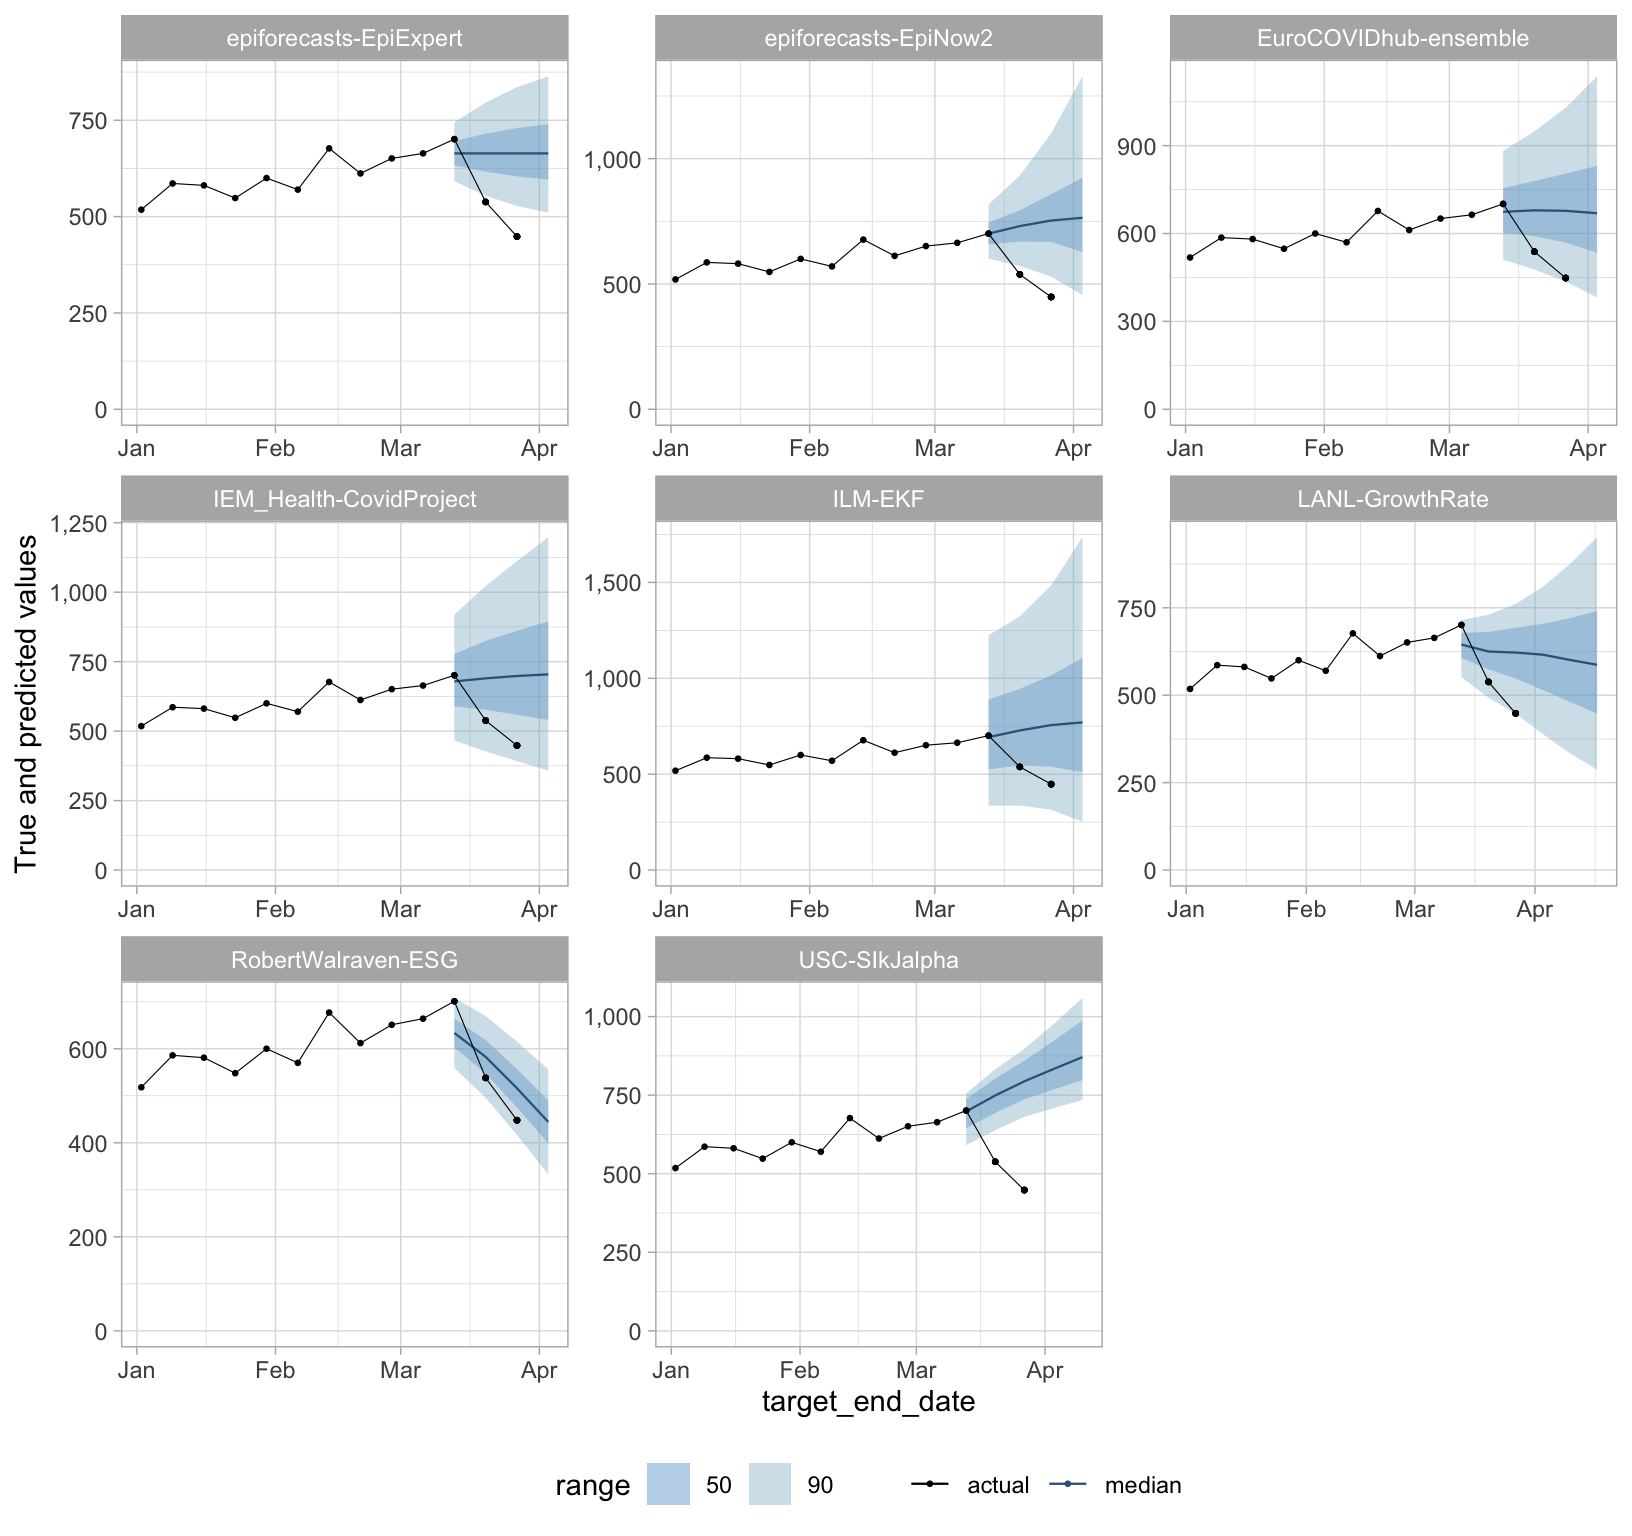 epiforecasts-EpiExpert
epiforecasts-EpiNow2
EuroCOVIDhub-ensemble
750
500
250
0
Jan Feb Mar Apr
1,000
500
0
Jan Feb Mar Apr
900
600
300
0
Jan Feb Mar Apr
IEM_Health-CovidProject
ILM-EKF
LANL-GrowthRate
1,250
1,000
750
500
250
0
Jan Feb Mar Apr
1,500
1,000
500
0
Jan Feb Mar Apr
750
500
250
0
Jan Feb Mar Apr
RobertWalraven-ESG
USC-SIkJalpha
600
400
200
0
Jan Feb Mar Apr
1,000
750
500
250
0
Jan Feb Mar Apr
True and predicted values
target_end_date
range 50 90 actual median